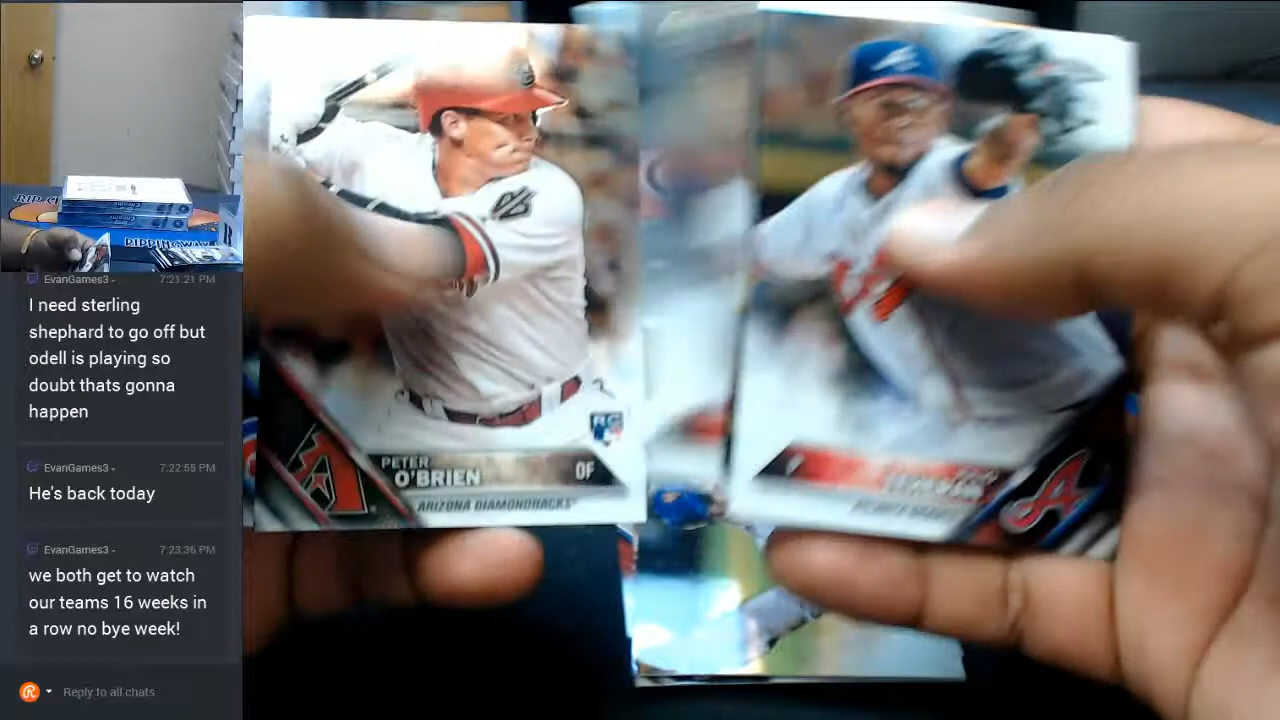 RIPPINGWAX
EvanGames3 - 7:21:21 PM
I need sterling
shephard to go off but
odell is playing so
doubt thats gonna
happen
EvanGames3 - 7:22:55 PM
He's back today
EvanGames3 - 7:23:36 PM
we both get to watch
our teams 16 weeks in
a row no bye week!
Reply to all chats
PETER
O'BRIEN OF
ARIZONA DIAMONDBACKS
RC